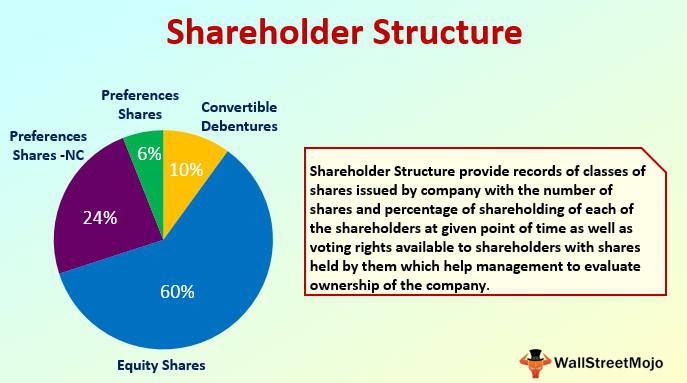 Shareholder Structure
Preferences
Shares
Convertible
Debentures
Preferences
Shares -NC
6%
10%
24%
60%
Equity Shares
Shareholder Structure provide records of classes of
shares issued by company with the number of
shares and percentage of shareholding of each of
the shareholders at given point of time as well as
voting rights available to shareholders with shares
held by them which help management to evaluate
ownership of the company.
WallStreetMojo